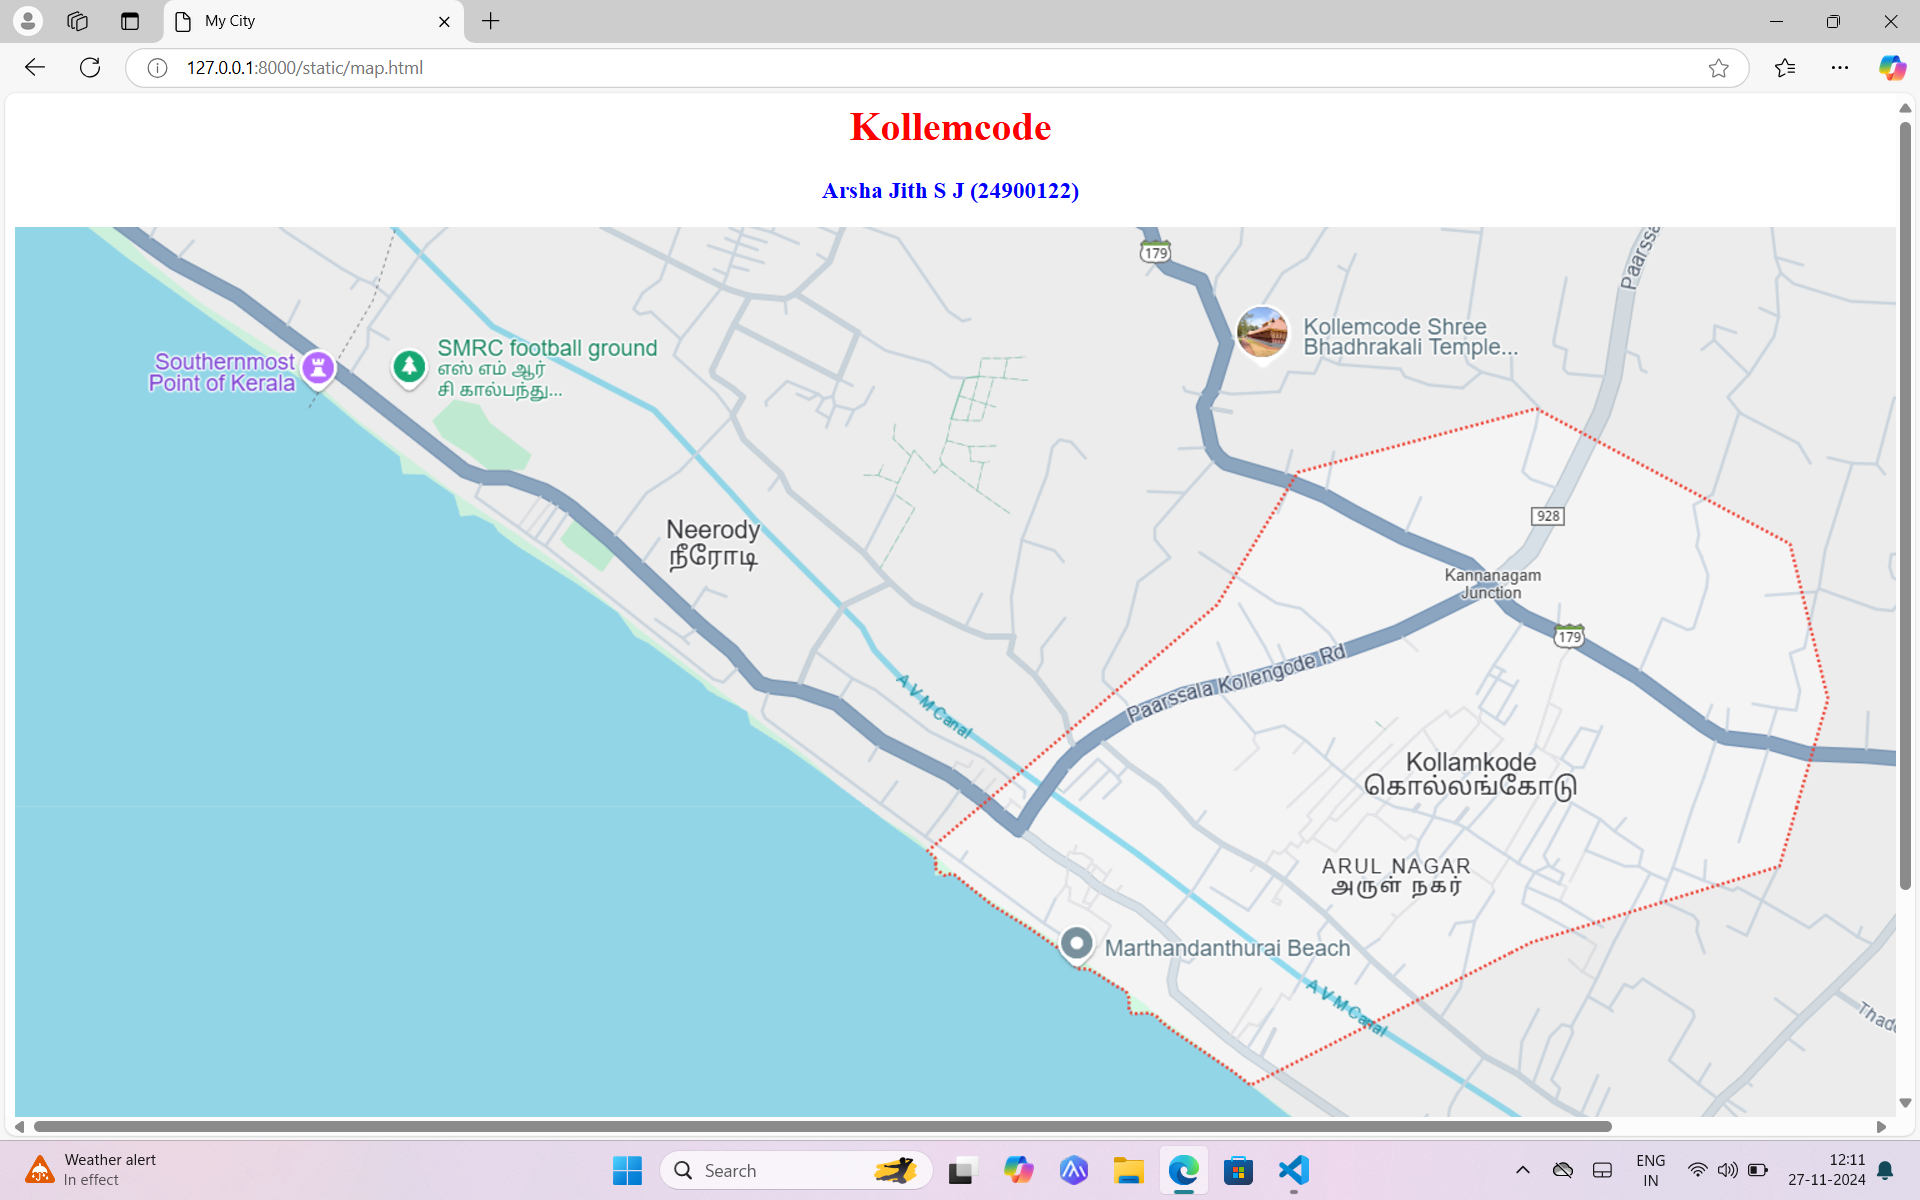 My City
127.0.0.1:8000/static/map.html
Kollemcode
Arsha Jith S J (24900122)
179
Paarssa
Kollemcode Shree
Bhadhrakali Temple...
SMRC football ground
எஸ் எம் ஆர்
சி கால்பந்து...
Southernmost
Point of Kerala
928
Neerody
நீரோடி
Kannanagam
Junction
179
Paarssala Kollengode Rd
A V M Canal
Kollamkode
கொல்லங்கோடு
ARUL NAGAR
அருள் நகர்
Marthandanthurai Beach
A V M Canal
Thad
Weather alert
In effect
Search
ENG
IN
12:11
27-11-2024